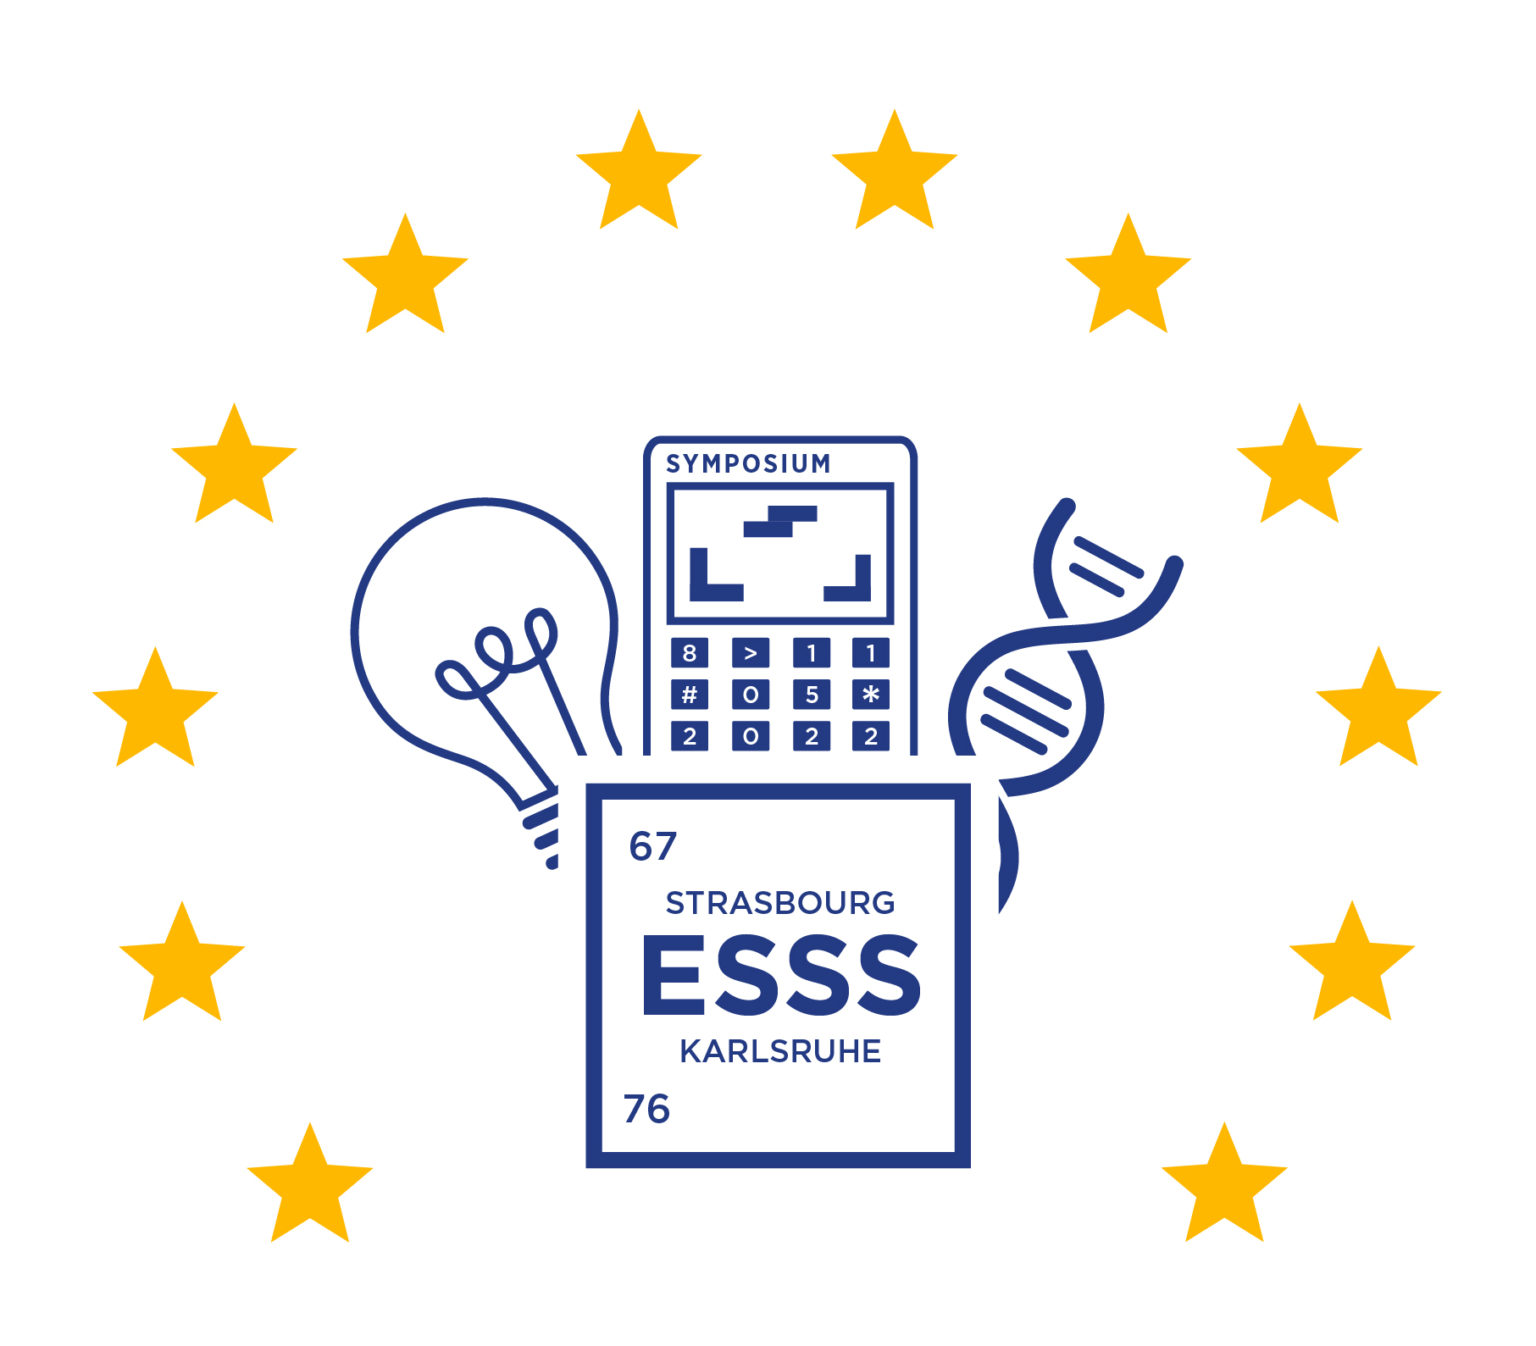 SYMPOSIUM
8 > 1 1
# 0 5 *
2 0 2 2
67
STRASBOURG
ESSS
KARLSRUHE
76